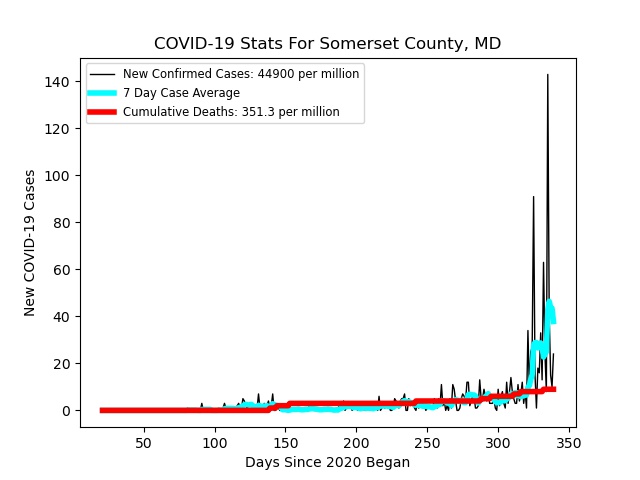 COVID-19 Stats For Somerset County, MD
New Confirmed Cases: 44900 per million
7 Day Case Average
Cumulative Deaths: 351.3 per million
New COVID-19 Cases
140
120
100
80
60
40
20
0
50 100 150 200 250 300 350
Days Since 2020 Began